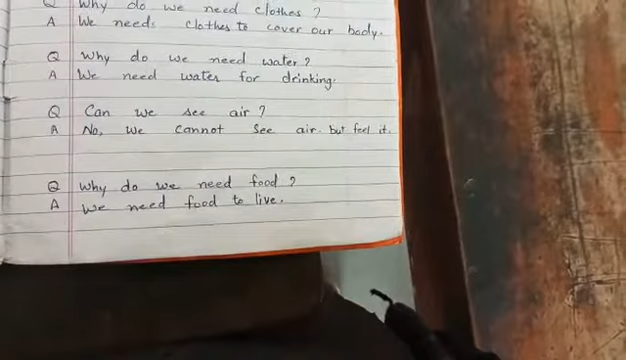 Q Why do we need clothes ?
A We needs clothes to cover our body.
Q Why do we need water ?
A We need water for drinking.
Q Can we see air ?
A No, we cannot see air. but feel it.
Q Why do we need food ?
A We need food to live.